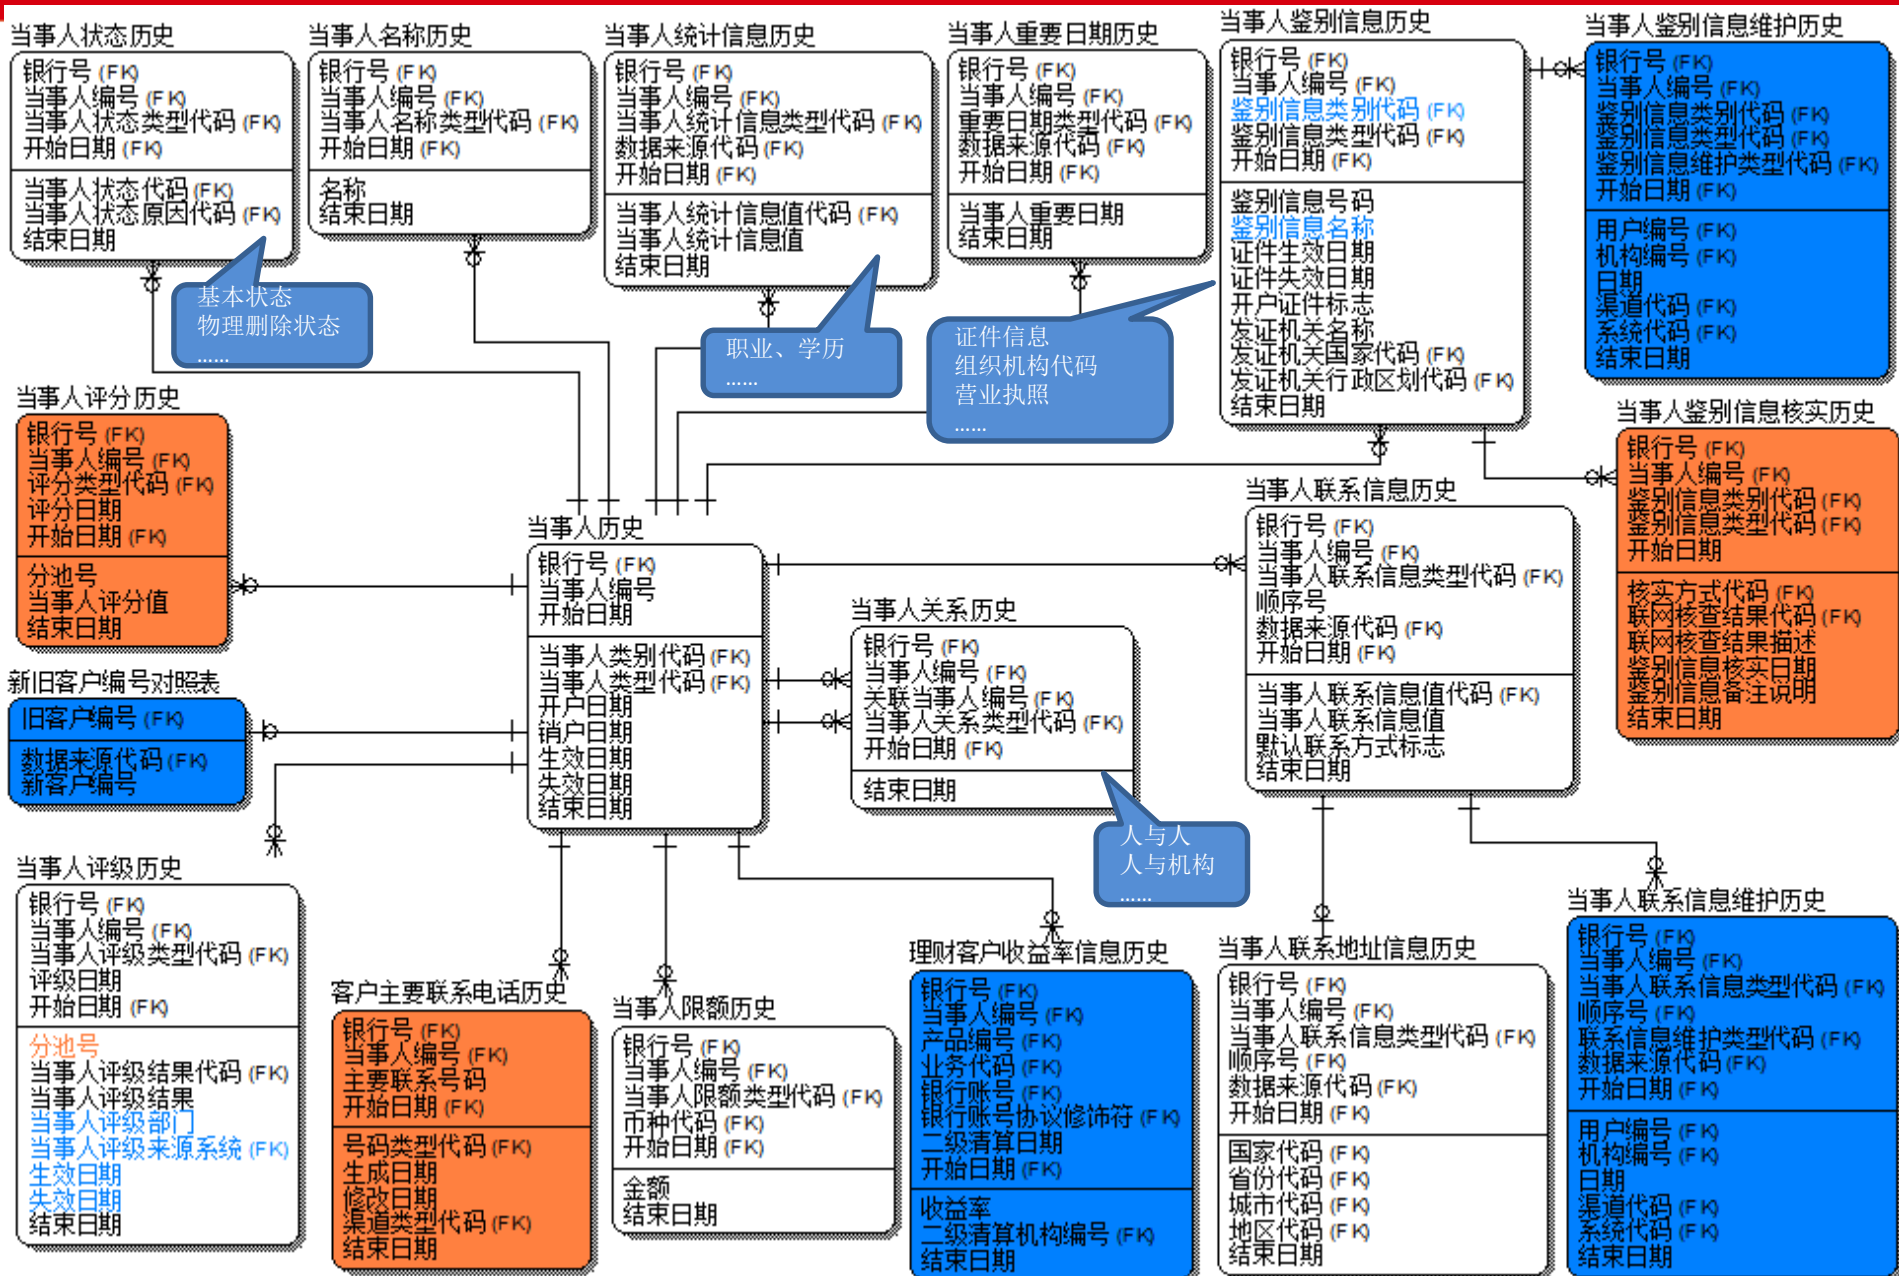 当事人状态历史
银行号 (FK)
当事人编号 (FK)
当事人状态类型代码 (FK)
开始日期 (FK)
当事人状态代码 (FK)
当事人状态原因代码 (FK)
结束日期
基本状态
物理删除状态
......
当事人名称历史
银行号 (FK)
当事人编号 (FK)
当事人名称类型代码 (FK)
开始日期 (FK)
名称
结束日期
当事人统计信息历史
银行号 (FK)
当事人编号 (FK)
当事人统计信息类型代码 (FK)
数据来源代码 (FK)
开始日期 (FK)
当事人统计信息值代码 (FK)
当事人统计信息值
结束日期
职业、学历
......
当事人重要日期历史
银行号 (FK)
当事人编号 (FK)
重要日期类型代码 (FK)
数据来源代码 (FK)
开始日期 (FK)
当事人重要日期
结束日期
证件信息
组织机构代码
营业执照
......
当事人鉴别信息历史
银行号 (FK)
当事人编号 (FK)
鉴别信息类别代码 (FK)
鉴别信息类型代码 (FK)
开始日期 (FK)
鉴别信息号码
鉴别信息名称
证件生效日期
证件失效日期
开户证件标志
发证机关名称
发证机关国家代码 (FK)
发证机关行政区划代码 (FK)
结束日期
当事人鉴别信息维护历史
银行号 (FK)
当事人编号 (FK)
鉴别信息类别代码 (FK)
鉴别信息类型代码 (FK)
鉴别信息维护类型代码 (FK)
开始日期 (FK)
用户编号 (FK)
机构编号 (FK)
日期
渠道代码 (FK)
系统代码 (FK)
结束日期
当事人评分历史
银行号 (FK)
当事人编号 (FK)
评分类型代码 (FK)
评分日期
开始日期 (FK)
分池号
当事人评分值
结束日期
当事人鉴别信息核实历史
银行号 (FK)
当事人编号 (FK)
鉴别信息类别代码 (FK)
鉴别信息类型代码 (FK)
开始日期
核实方式代码 (FK)
联网核查结果代码 (FK)
联网核查结果描述
鉴别信息核实日期
鉴别信息备注说明
结束日期
当事人历史
银行号 (FK)
当事人编号
开始日期
当事人类别代码 (FK)
当事人类型代码 (FK)
开户日期
销户日期
生效日期
失效日期
结束日期
当事人关系历史
银行号 (FK)
当事人编号 (FK)
关联当事人编号 (FK)
当事人关系类型代码 (FK)
开始日期 (FK)
结束日期
人与人
人与机构
......
当事人联系信息历史
银行号 (FK)
当事人编号 (FK)
当事人联系信息类型代码 (FK)
顺序号
数据来源代码 (FK)
开始日期 (FK)
当事人联系信息值代码 (FK)
当事人联系信息值
默认联系方式标志
结束日期
新旧客户编号对照表
旧客户编号 (FK)
数据来源代码 (FK)
新客户编号
当事人评级历史
银行号 (FK)
当事人编号 (FK)
当事人评级类型代码 (FK)
评级日期
开始日期 (FK)
分池号
当事人评级结果代码 (FK)
当事人评级结果
当事人评级部门
当事人评级来源系统 (FK)
生效日期
失效日期
结束日期
客户主要联系电话历史
银行号 (FK)
当事人编号 (FK)
主要联系号码
开始日期 (FK)
号码类型代码 (FK)
生成日期
修改日期
渠道类型代码 (FK)
结束日期
当事人限额历史
银行号 (FK)
当事人编号 (FK)
当事人限额类型代码 (FK)
币种代码 (FK)
开始日期 (FK)
金额
结束日期
理财客户收益率信息历史
银行号 (FK)
当事人编号 (FK)
产品编号 (FK)
业务代码 (FK)
银行账号 (FK)
银行账号协议修饰符 (FK)
二级清算日期
开始日期 (FK)
收益率
二级清算机构编号 (FK)
结束日期
当事人联系地址信息历史
银行号 (FK)
当事人编号 (FK)
当事人联系信息类型代码 (FK)
顺序号 (FK)
数据来源代码 (FK)
开始日期 (FK)
国家代码 (FK)
省份代码 (FK)
城市代码 (FK)
地区代码 (FK)
结束日期
当事人联系信息维护历史
银行号 (FK)
当事人编号 (FK)
当事人联系信息类型代码 (FK)
顺序号 (FK)
联系信息维护类型代码 (FK)
数据来源代码 (FK)
开始日期 (FK)
用户编号 (FK)
机构编号 (FK)
日期
渠道代码 (FK)
系统代码 (FK)
结束日期